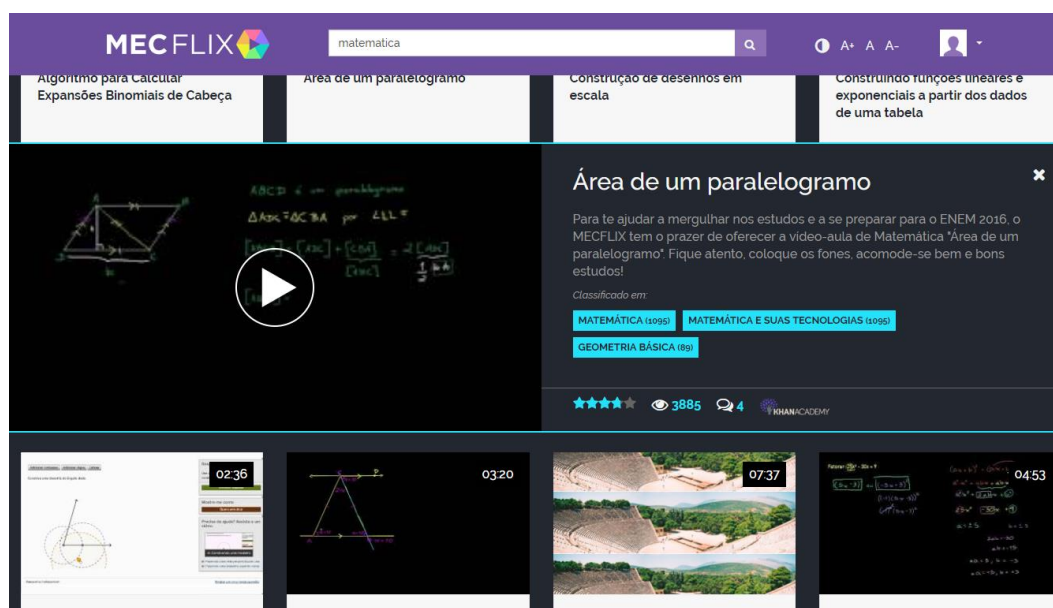 MECFLIX
matematica
A+ A A-
Algoritmo para Calcular
Expansões Binomiais de Cabeça
Área de um paralelogramo
Construção de desenhos em
escala
Construindo funções lineares e
exponenciais a partir dos dados
de uma tabela
ABCD é um paralelogramo
Área de um paralelogramo
Para te ajudar a mergulhar nos estudos e a se preparar para o ENEM 2016, o
MECFLIX tem o prazer de oferecer a vídeo-aula de Matemática "Área de um
paralelogramo". Fique atento, coloque os fones, acomode-se bem e bons
estudos!
Classificado em:
MATEMÁTICA (1095) MATEMÁTICA E SUAS TECNOLOGIAS (1095)
GEOMETRIA BÁSICA (89)
3885 4 KHANACADEMY
02:36
03:20
07:37
04:53